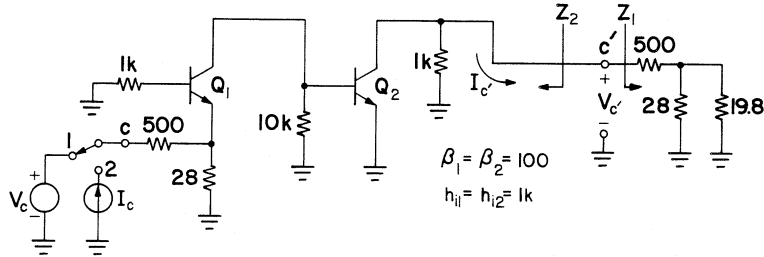 Z₂
Z₁
1k
Q₁
Q₂
1k
I_c′
c′
500
+
V_c′
−
28
19.8
10k
1
c
500
2
28
+
V_c
−
I_c
β₁ = β₂ = 100
h_i1 = h_i2 = 1k